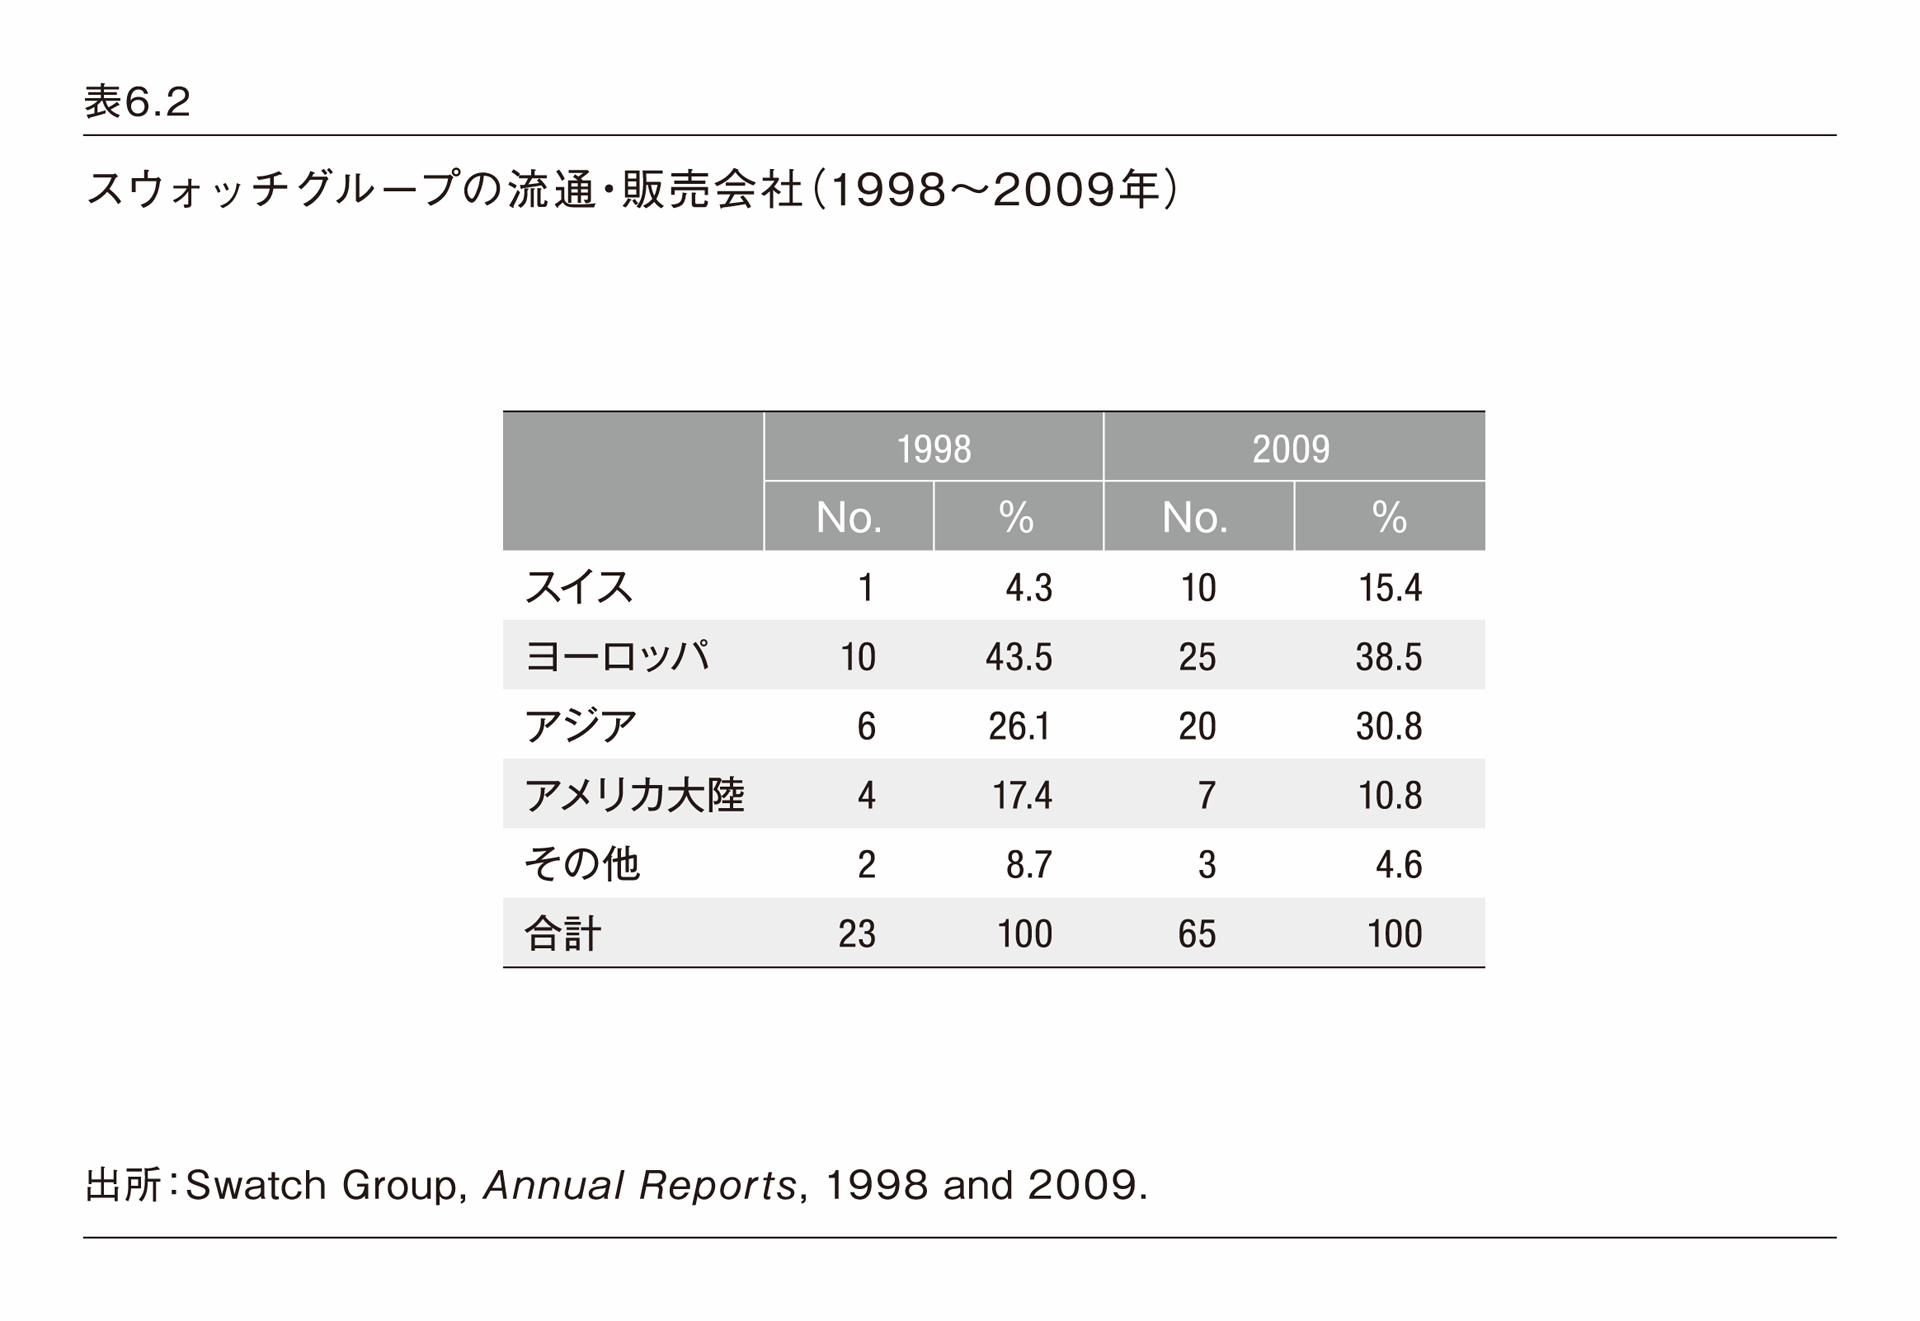 表6.2
スウォッチグループの流通・販売会社（1998〜2009年）
1998 2009
No. % No. %
スイス 1 4.3 10 15.4
ヨーロッパ 10 43.5 25 38.5
アジア 6 26.1 20 30.8
アメリカ大陸 4 17.4 7 10.8
その他 2 8.7 3 4.6
合計 23 100 65 100
出所：Swatch Group, Annual Reports, 1998 and 2009.